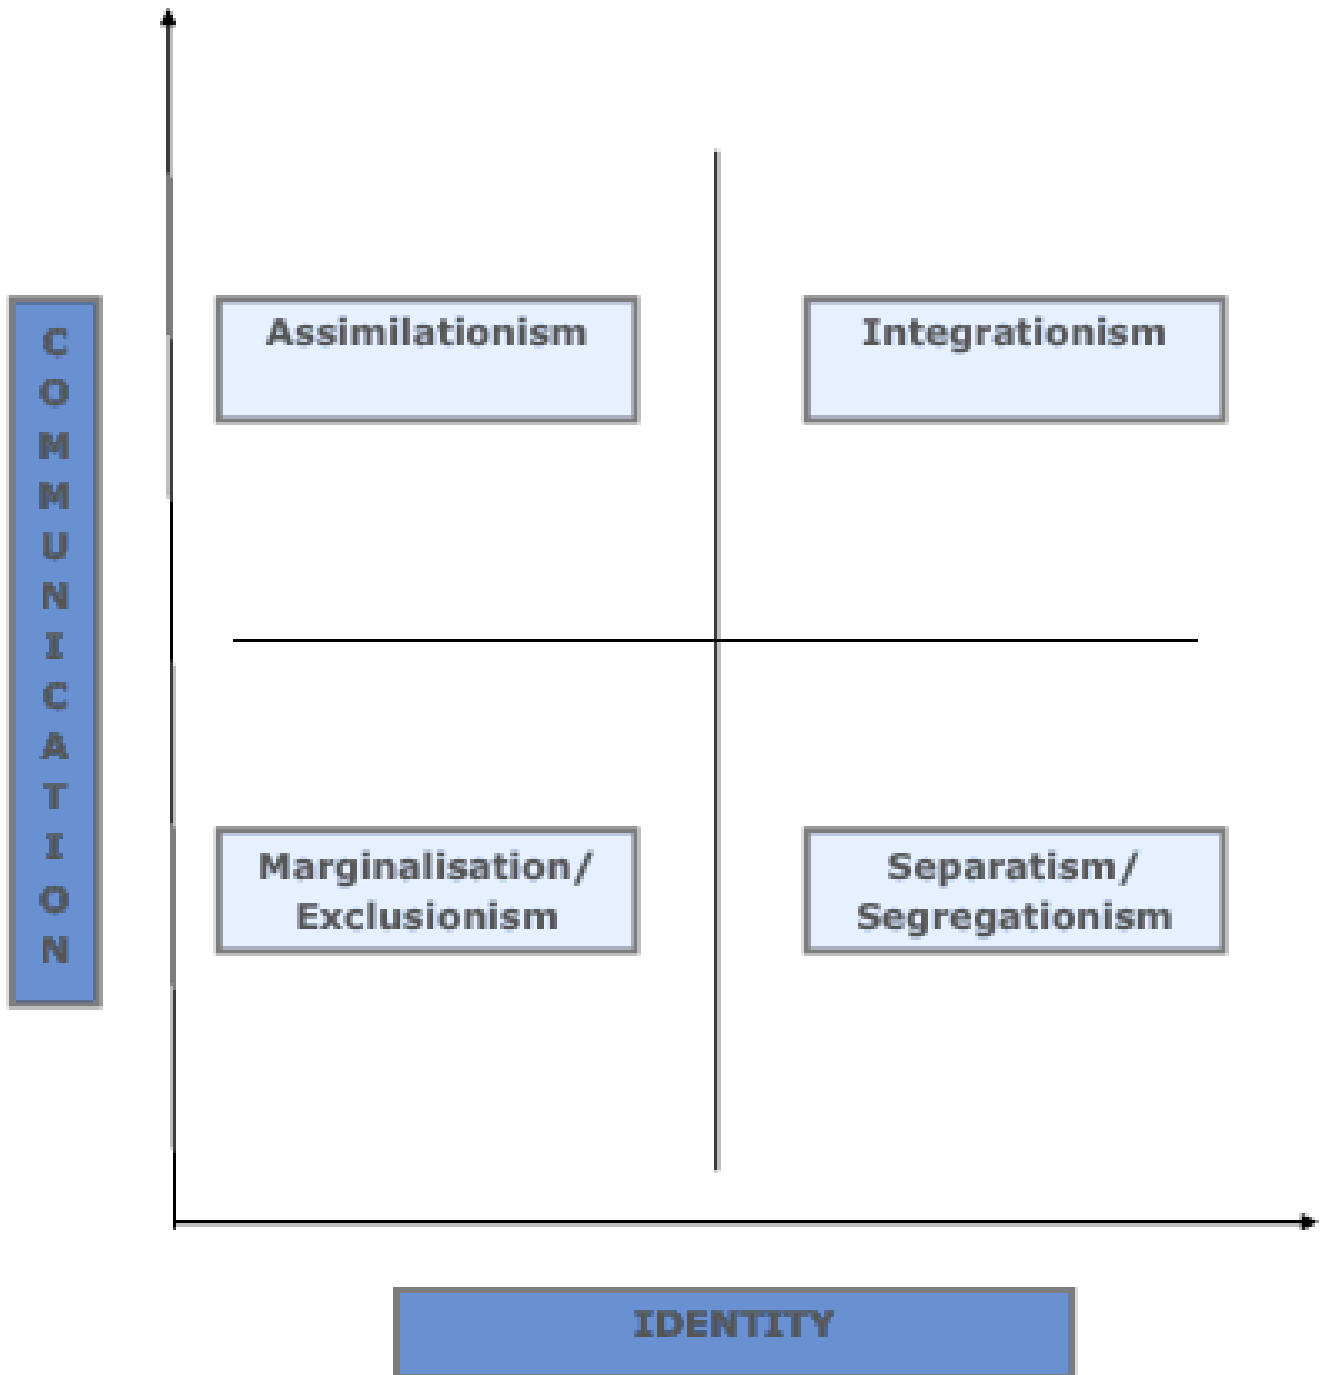 COMMUNICATION
Assimilationism
Integrationism
Marginalisation/
Exclusionism
Separatism/
Segregationism
IDENTITY